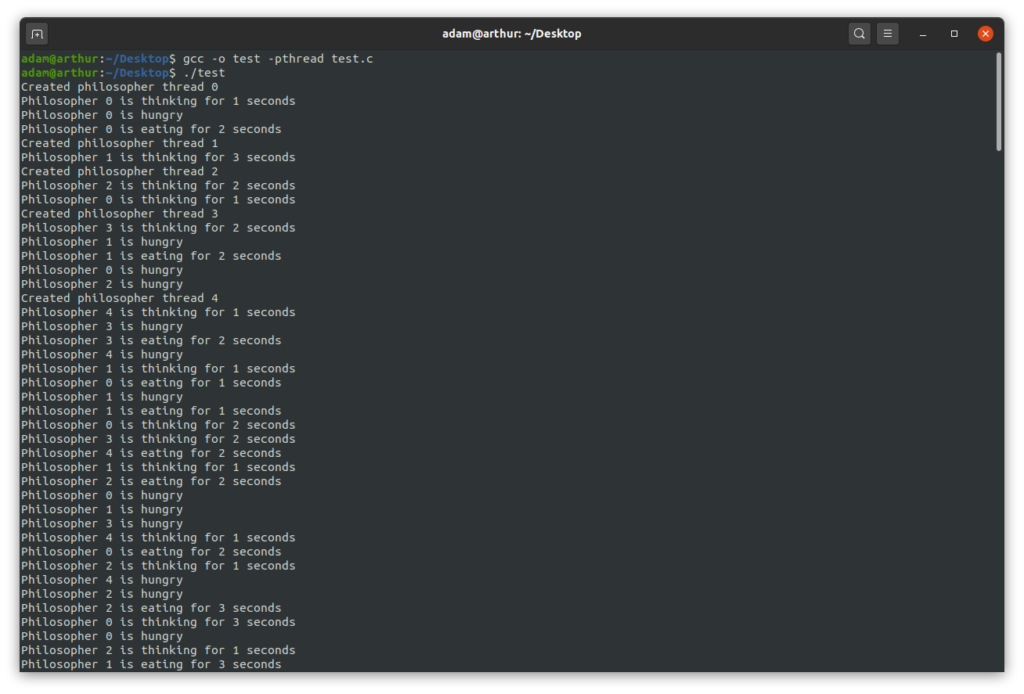 adam@arthur: ~/Desktop
adam@arthur:~/Desktop$ gcc -o test -pthread test.c
adam@arthur:~/Desktop$ ./test
Created philosopher thread 0
Philosopher 0 is thinking for 1 seconds
Philosopher 0 is hungry
Philosopher 0 is eating for 2 seconds
Created philosopher thread 1
Philosopher 1 is thinking for 3 seconds
Created philosopher thread 2
Philosopher 2 is thinking for 2 seconds
Philosopher 0 is thinking for 1 seconds
Created philosopher thread 3
Philosopher 3 is thinking for 2 seconds
Philosopher 1 is hungry
Philosopher 1 is eating for 2 seconds
Philosopher 0 is hungry
Philosopher 2 is hungry
Created philosopher thread 4
Philosopher 4 is thinking for 1 seconds
Philosopher 3 is hungry
Philosopher 3 is eating for 2 seconds
Philosopher 4 is hungry
Philosopher 1 is thinking for 1 seconds
Philosopher 0 is eating for 1 seconds
Philosopher 1 is hungry
Philosopher 1 is eating for 1 seconds
Philosopher 0 is thinking for 2 seconds
Philosopher 3 is thinking for 2 seconds
Philosopher 4 is eating for 2 seconds
Philosopher 1 is thinking for 1 seconds
Philosopher 2 is eating for 2 seconds
Philosopher 0 is hungry
Philosopher 1 is hungry
Philosopher 3 is hungry
Philosopher 4 is thinking for 1 seconds
Philosopher 0 is eating for 2 seconds
Philosopher 2 is thinking for 1 seconds
Philosopher 4 is hungry
Philosopher 2 is hungry
Philosopher 2 is eating for 3 seconds
Philosopher 0 is thinking for 3 seconds
Philosopher 0 is hungry
Philosopher 2 is thinking for 1 seconds
Philosopher 1 is eating for 3 seconds